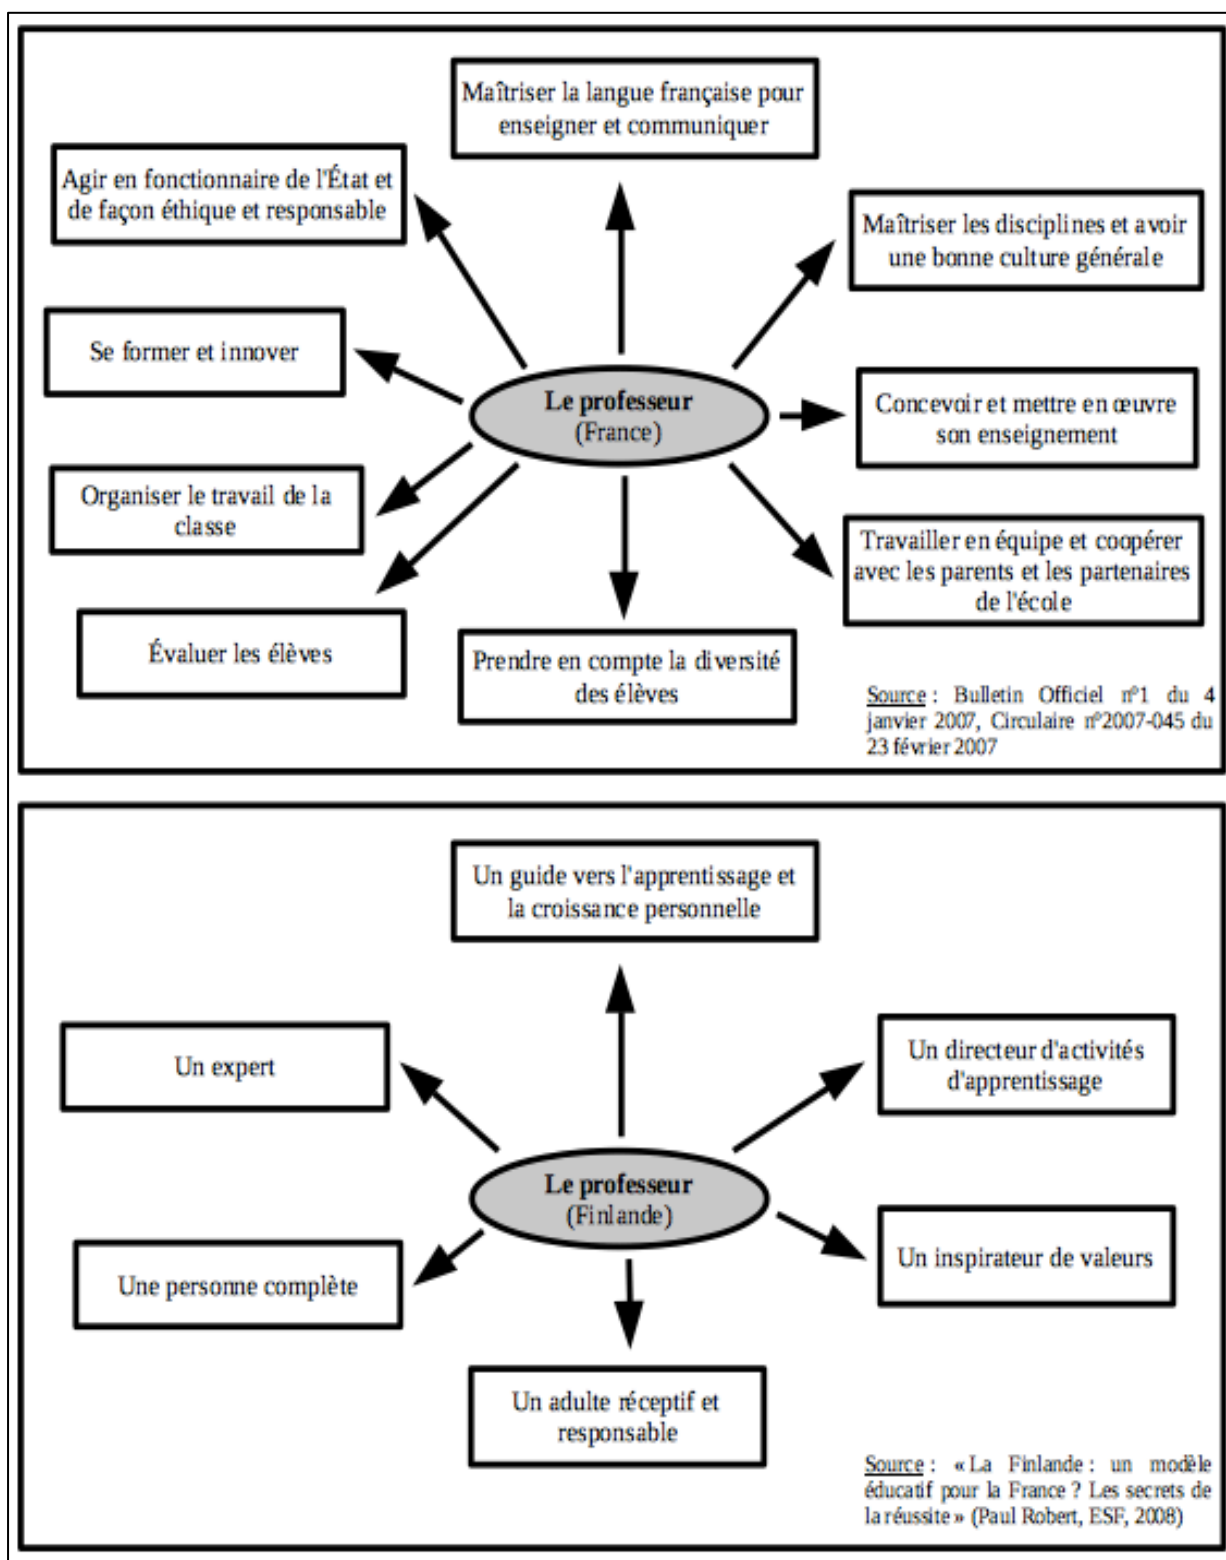 Maîtriser la langue française pour
enseigner et communiquer
Agir en fonctionnaire de l'État et
de façon éthique et responsable
Maîtriser les disciplines et avoir
une bonne culture générale
Se former et innover
Le professeur
(France)
Concevoir et mettre en œuvre
son enseignement
Organiser le travail de la
classe
Travailler en équipe et coopérer
avec les parents et les partenaires
de l'école
Évaluer les élèves
Prendre en compte la diversité
des élèves
Source : Bulletin Officiel nº1 du 4
janvier 2007, Circulaire nº2007-045 du
23 février 2007
Un guide vers l'apprentissage et
la croissance personnelle
Un expert
Un directeur d'activités
d'apprentissage
Le professeur
(Finlande)
Une personne complète
Un inspirateur de valeurs
Un adulte réceptif et
responsable
Source : « La Finlande : un modèle
éducatif pour la France ? Les secrets de
la réussite » (Paul Robert, ESF, 2008)